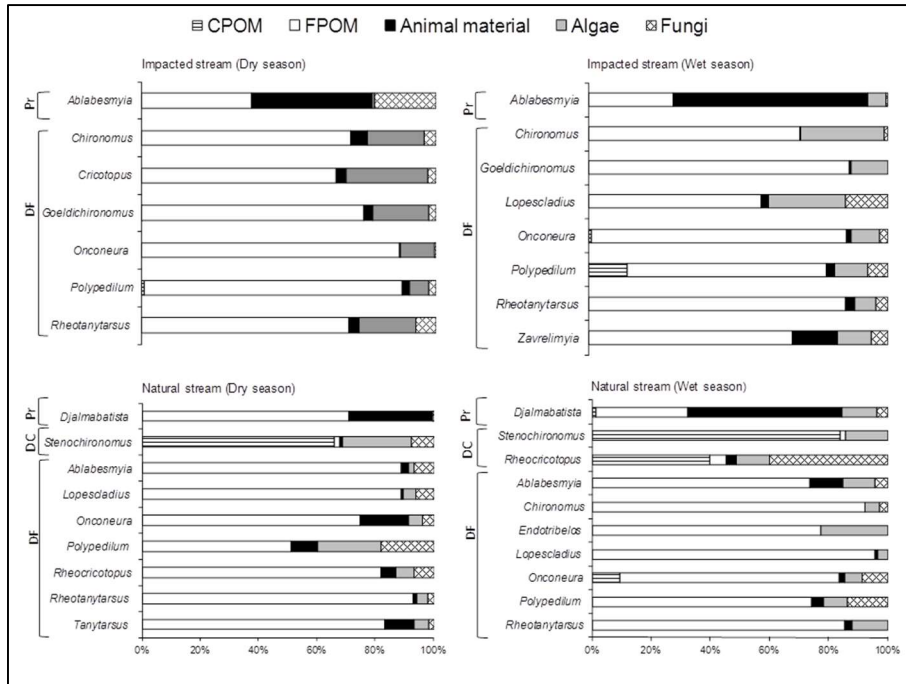 CPOM FPOM Animal material Algae Fungi
Impacted stream (Dry season)
Pr
Ablabesmyia
DF
Chironomus
Cricotopus
Goeldichironomus
Onconeura
Polypedilum
Rheotanytarsus
Impacted stream (Wet season)
Pr
Ablabesmyia
DF
Chironomus
Goeldichironomus
Lopescladius
Onconeura
Polypedilum
Rheotanytarsus
Zavrelimyia
Natural stream (Dry season)
Pr
Djalmabatista
DC
Stenochironomus
DF
Ablabesmyia
Lopescladius
Onconeura
Polypedilum
Rheocricotopus
Rheotanytarsus
Tanytarsus
0% 20% 40% 60% 80% 100%
Natural stream (Wet season)
Pr
Djalmabatista
DC
Stenochironomus
Rheocricotopus
DF
Ablabesmyia
Chironomus
Endotribelos
Lopescladius
Onconeura
Polypedilum
Rheotanytarsus
0% 20% 40% 60% 80% 100%